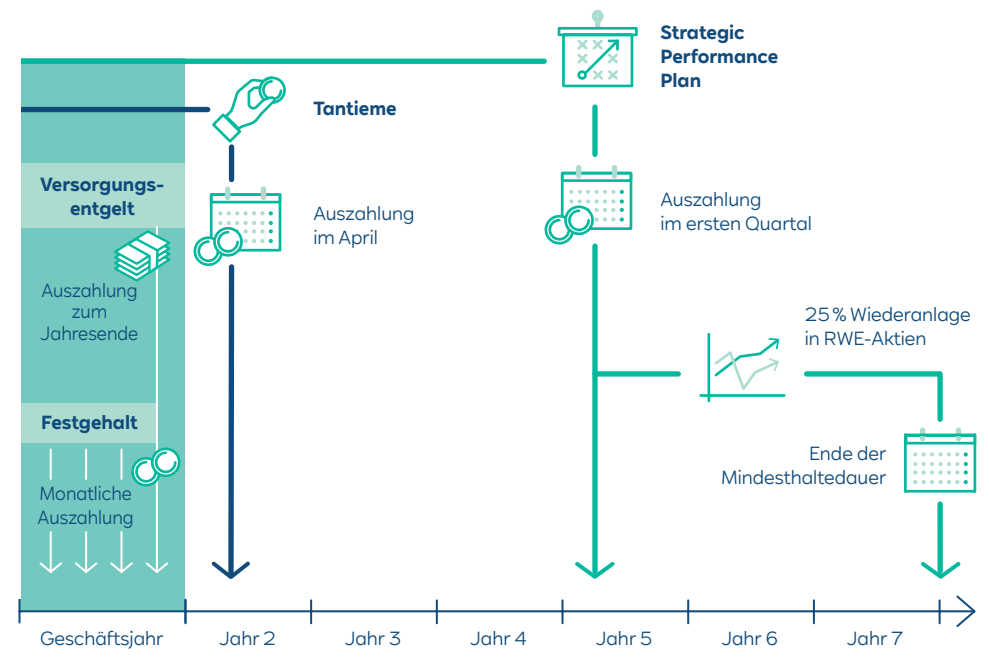 Strategic
Performance
Plan
Tantieme
Versorgungs-
entgelt
Auszahlung
im April
Auszahlung
im ersten Quartal
Auszahlung
zum
Jahresende
25 % Wiederanlage
in RWE-Aktien
Festgehalt
Ende der
Mindesthaltedauer
Monatliche
Auszahlung
Geschäftsjahr
Jahr 2
Jahr 3
Jahr 4
Jahr 5
Jahr 6
Jahr 7